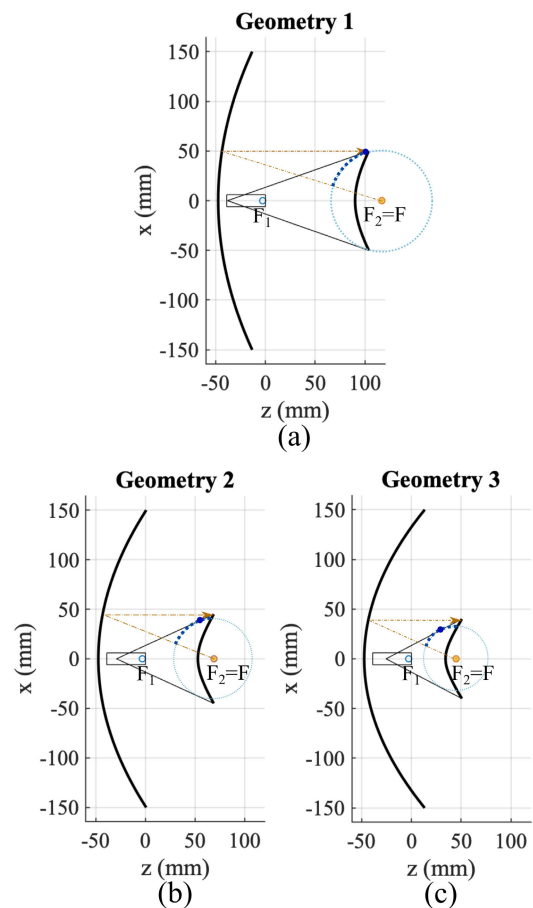 Geometry 1
150
100
50
0
-50
-100
-150
x (mm)
F1
F2=F
-50 0 50 100
z (mm)
(a)
Geometry 2
150
100
50
0
-50
-100
-150
x (mm)
F1
F2=F
-50 0 50 100
z (mm)
(b)
Geometry 3
150
100
50
0
-50
-100
-150
x (mm)
F1
F2=F
-50 0 50 100
z (mm)
(c)